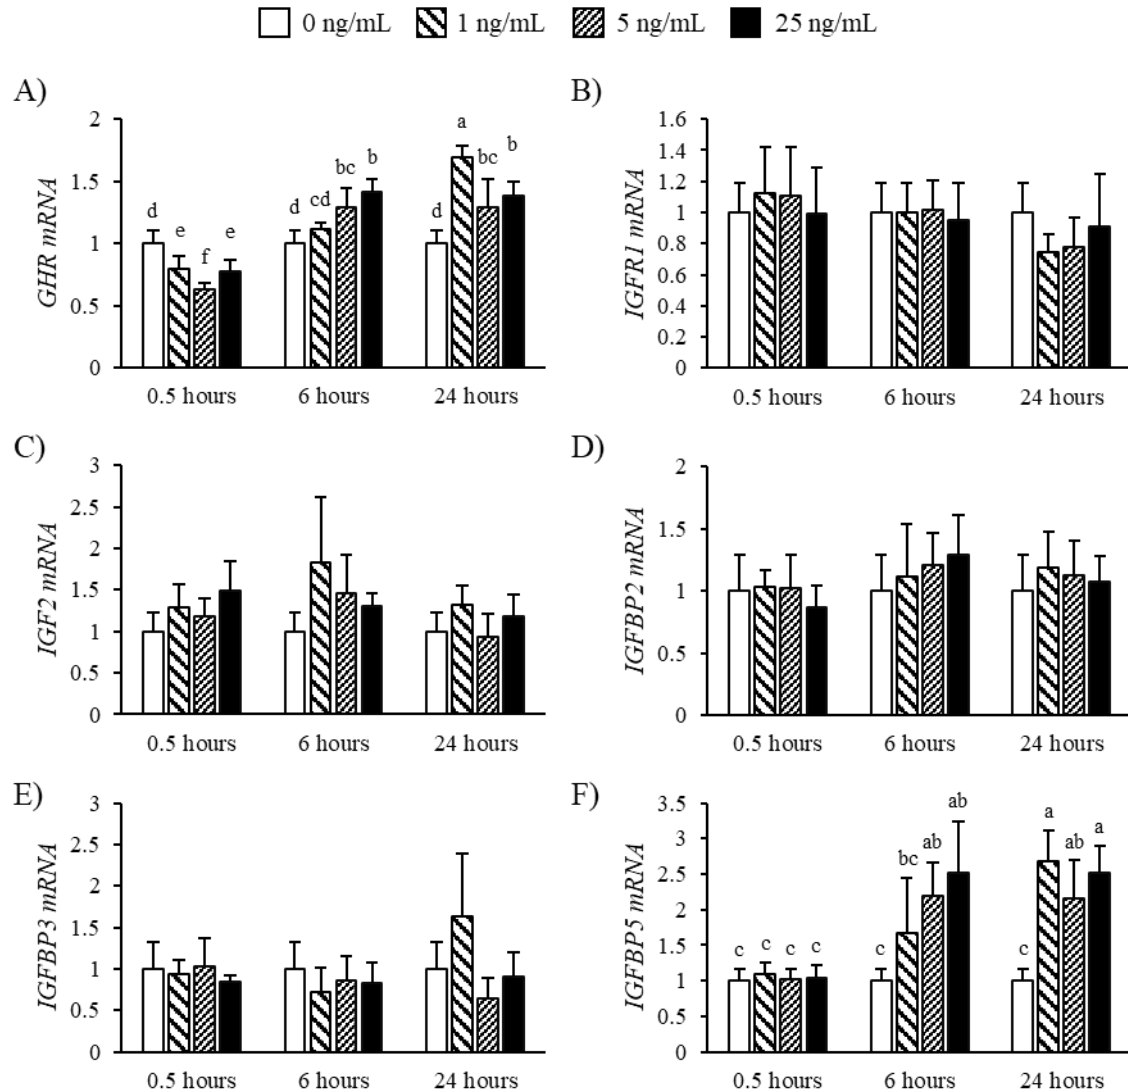 0 ng/mL 1 ng/mL 5 ng/mL 25 ng/mL
A)
GHR mRNA
2
1.5
1
0.5
0
d e f e d cd bc b d a bc b
0.5 hours 6 hours 24 hours
B)
IGFR1 mRNA
1.6
1.4
1.2
1
0.8
0.6
0.4
0.2
0
0.5 hours 6 hours 24 hours
C)
IGF2 mRNA
3
2.5
2
1.5
1
0.5
0
0.5 hours 6 hours 24 hours
D)
IGFBP2 mRNA
2
1.5
1
0.5
0
0.5 hours 6 hours 24 hours
E)
IGFBP3 mRNA
3
2.5
2
1.5
1
0.5
0
0.5 hours 6 hours 24 hours
F)
IGFBP5 mRNA
3.5
3
2.5
2
1.5
1
0.5
0
c c c c c bc ab ab c a ab a
0.5 hours 6 hours 24 hours